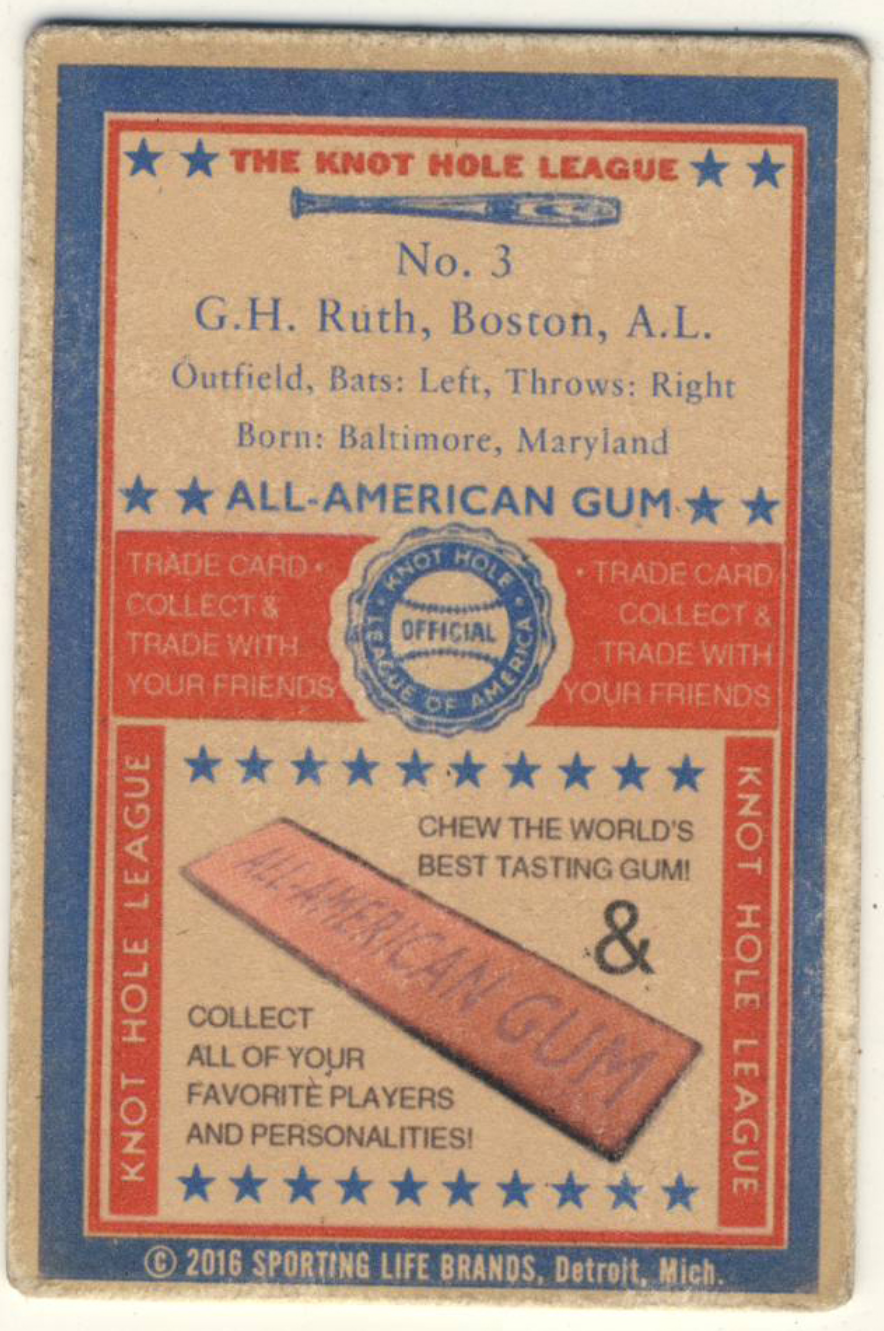 THE KNOT HOLE LEAGUE
No. 3
G.H. Ruth, Boston, A.L.
Outfield, Bats: Left, Throws: Right
Born: Baltimore, Maryland
ALL-AMERICAN GUM
TRADE CARD •
COLLECT &
TRADE WITH
YOUR FRIENDS
• KNOT HOLE •
LEAGUE OF AMERICA
OFFICIAL
• TRADE CARD
COLLECT &
TRADE WITH
YOUR FRIENDS
KNOT HOLE LEAGUE
CHEW THE WORLD'S
BEST TASTING GUM!
&
ALL-AMERICAN GUM
COLLECT
ALL OF YOUR
FAVORITE PLAYERS
AND PERSONALITIES!
KNOT HOLE LEAGUE
© 2016 SPORTING LIFE BRANDS, Detroit, Mich.